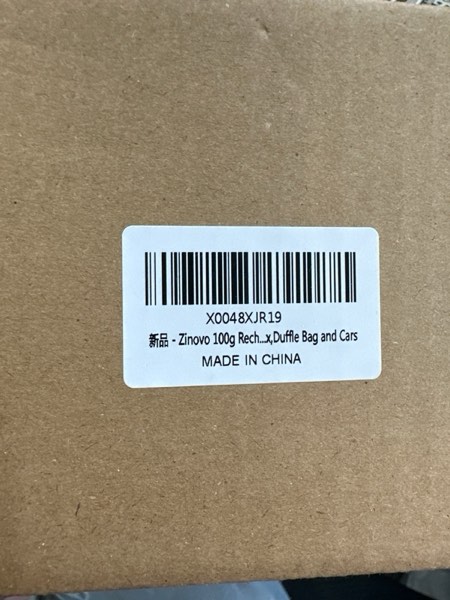 X0048XJR19
新品 - Zinovo 100g Rech...x,Duffle Bag and Cars
MADE IN CHINA